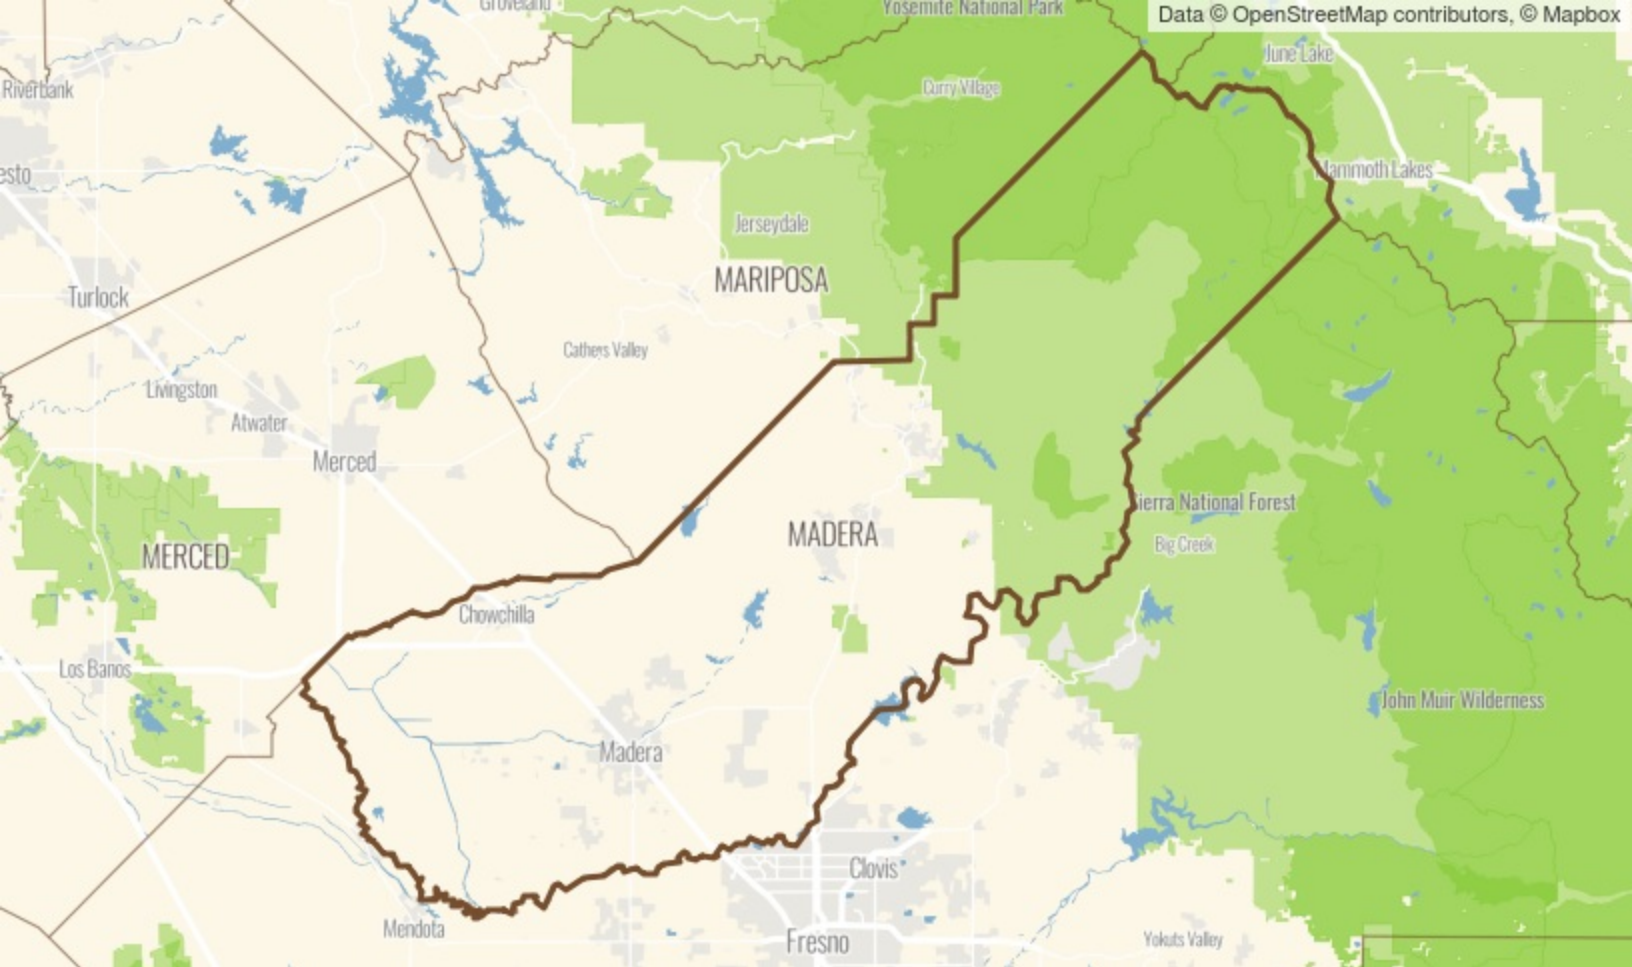 Groveland
Yosemite National Park
Data © OpenStreetMap contributors, © Mapbox
June Lake
Riverbank
Curry Village
esto
Mammoth Lakes
Jerseydale
MARIPOSA
Turlock
Cathers Valley
Livingston
Atwater
Merced
Sierra National Forest
MADERA
Big Creek
MERCED
Chowchilla
Los Banos
John Muir Wilderness
Madera
Clovis
Mendota
Fresno
Yokuts Valley